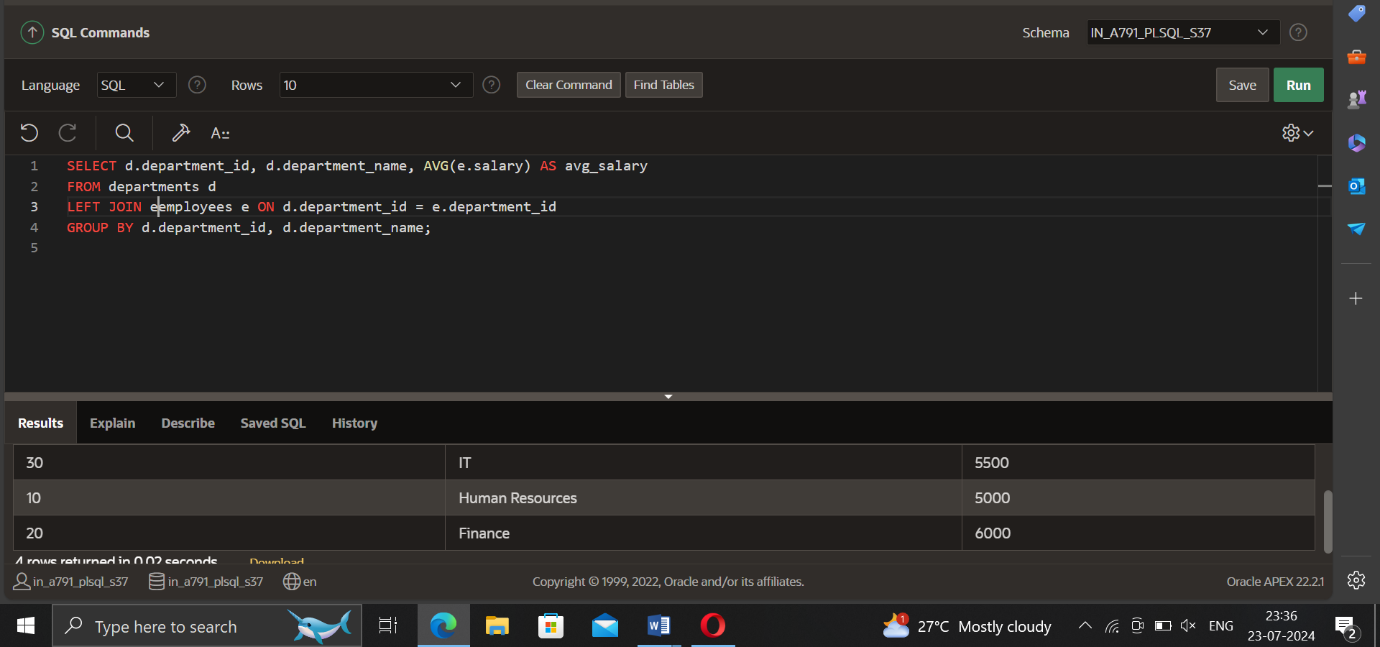 SQL Commands
Schema IN_A791_PLSQL_S37
Language SQL Rows 10 Clear Command Find Tables Save Run
A::
1 SELECT d.department_id, d.department_name, AVG(e.salary) AS avg_salary
2 FROM departments d
3 LEFT JOIN eemployees e ON d.department_id = e.department_id
4 GROUP BY d.department_id, d.department_name;
5
Results Explain Describe Saved SQL History
30 IT 5500
10 Human Resources 5000
20 Finance 6000
4 rows returned in 0.02 seconds Download
in_a791_plsql_s37 in_a791_plsql_s37 en Copyright © 1999, 2022, Oracle and/or its affiliates. Oracle APEX 22.2.1
Type here to search 1 27°C Mostly cloudy ENG 23:36
23-07-2024 2